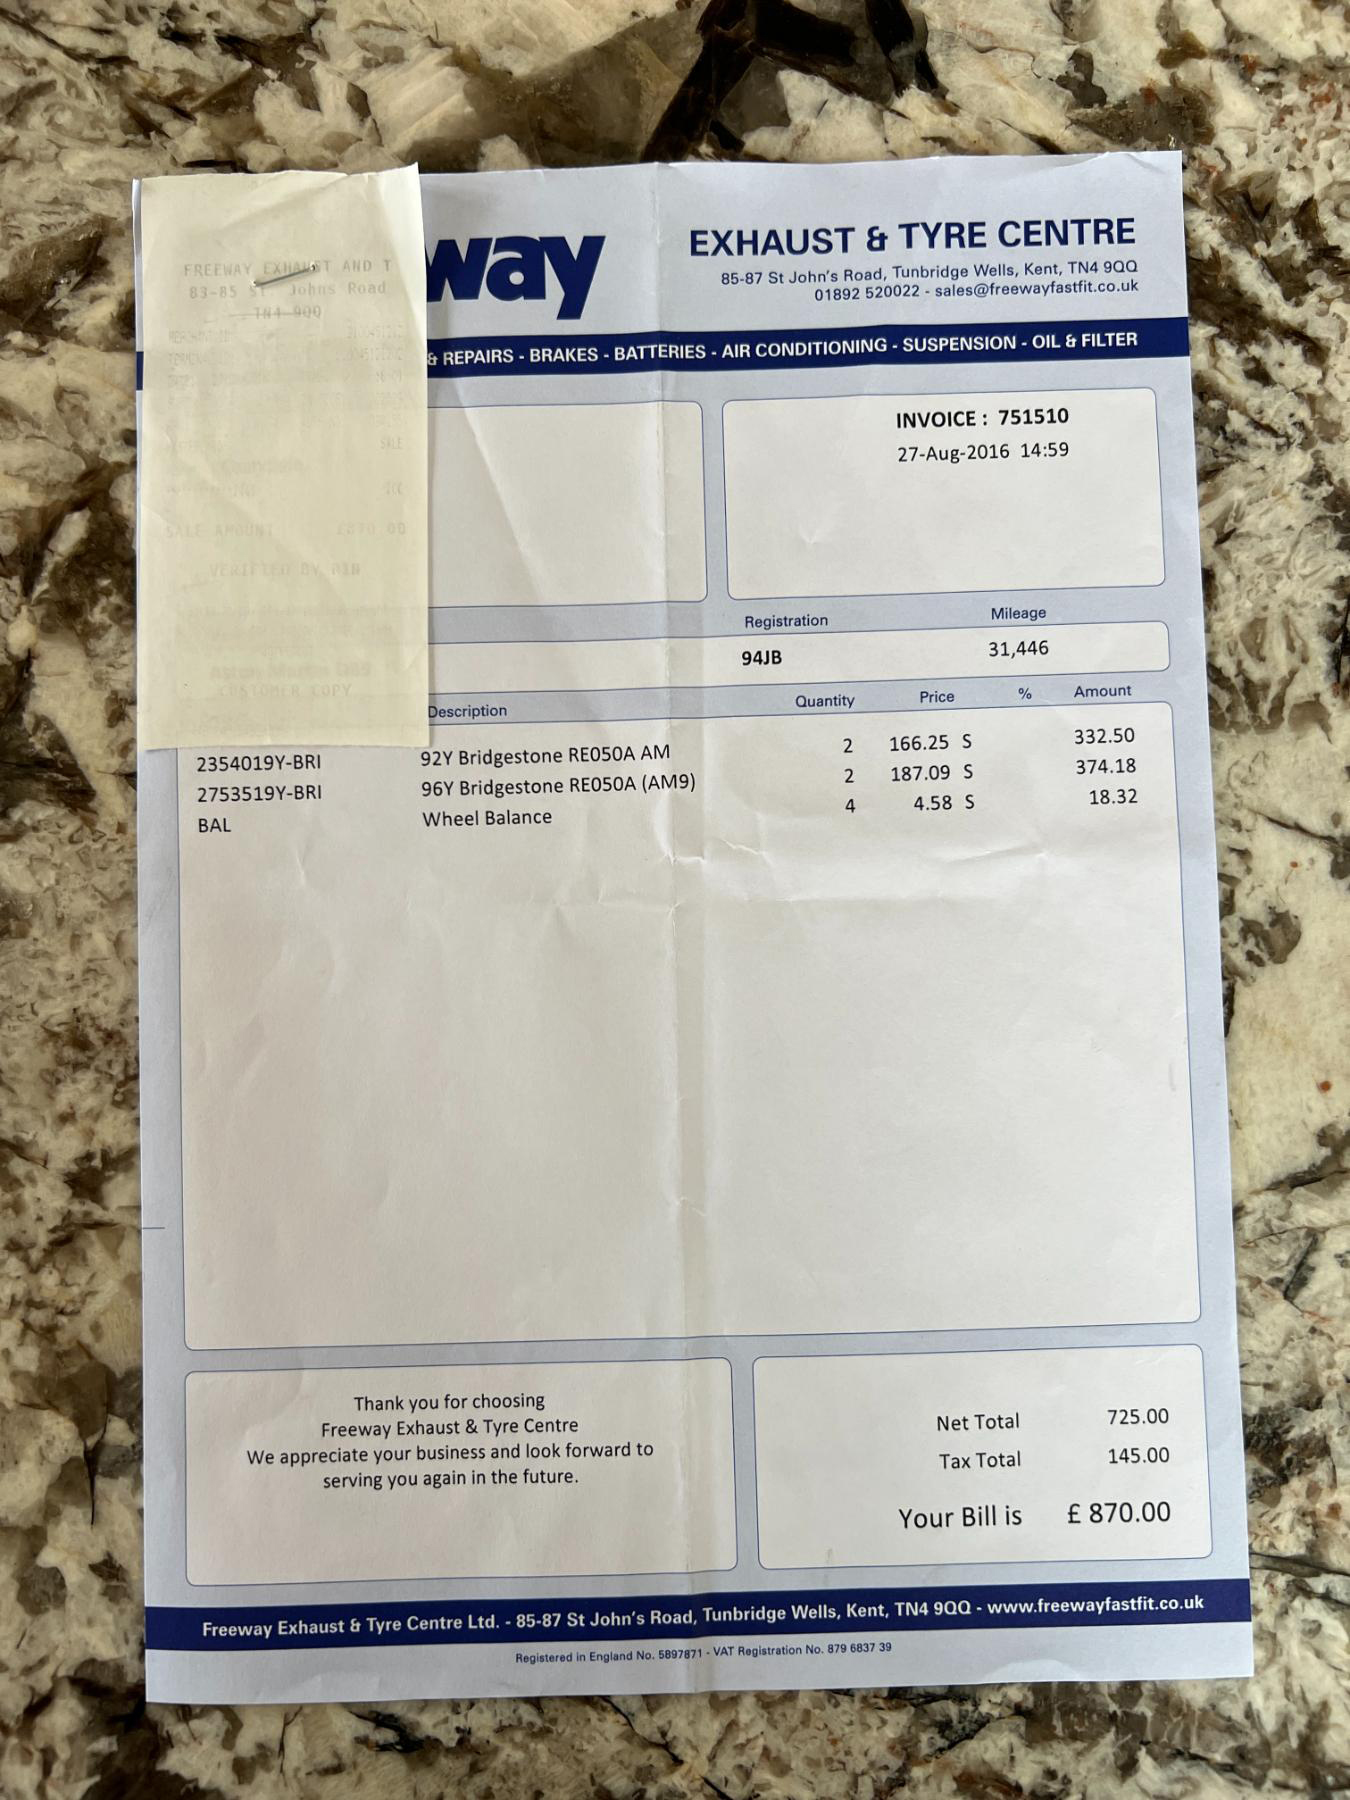 way
EXHAUST & TYRE CENTRE
85-87 St John's Road, Tunbridge Wells, Kent, TN4 9QQ
01892 520022 - sales@freewayfastfit.co.uk
& REPAIRS - BRAKES - BATTERIES - AIR CONDITIONING - SUSPENSION - OIL & FILTER
FREEWAY EXHAUST AND T
83-85 St. Johns Road
TN4 9QQ
SALE
SALE AMOUNT £870.00
VERIFIED BY PIN
Aston Martin DB9
CUSTOMER COPY
INVOICE : 751510
27-Aug-2016 14:59
Registration Mileage
94JB 31,446
Description Quantity Price % Amount
2354019Y-BRI 92Y Bridgestone RE050A AM 2 166.25 S 332.50
2753519Y-BRI 96Y Bridgestone RE050A (AM9) 2 187.09 S 374.18
BAL Wheel Balance 4 4.58 S 18.32
Thank you for choosing
Freeway Exhaust & Tyre Centre
We appreciate your business and look forward to
serving you again in the future.
Net Total 725.00
Tax Total 145.00
Your Bill is £ 870.00
Freeway Exhaust & Tyre Centre Ltd. - 85-87 St John's Road, Tunbridge Wells, Kent, TN4 9QQ - www.freewayfastfit.co.uk
Registered in England No. 5897871 - VAT Registration No. 879 6837 39